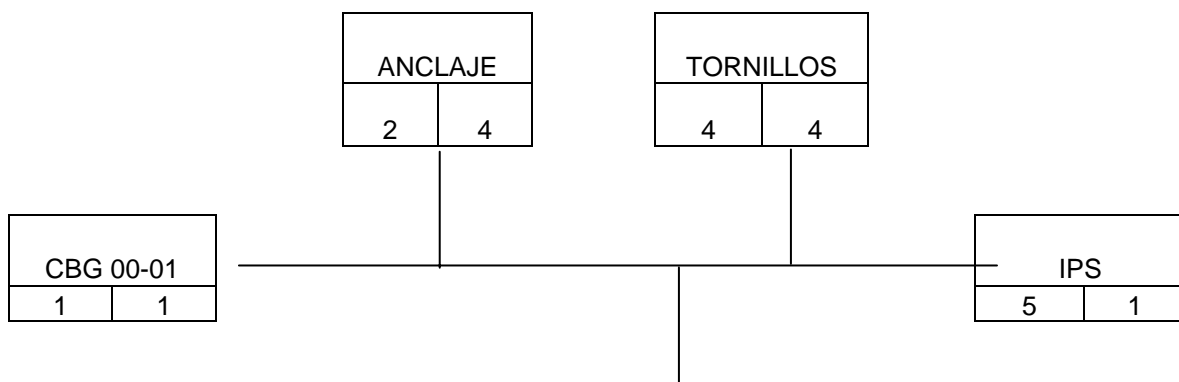 ANCLAJE
2 4
TORNILLOS
4 4
CBG 00-01
1 1
IPS
5 1